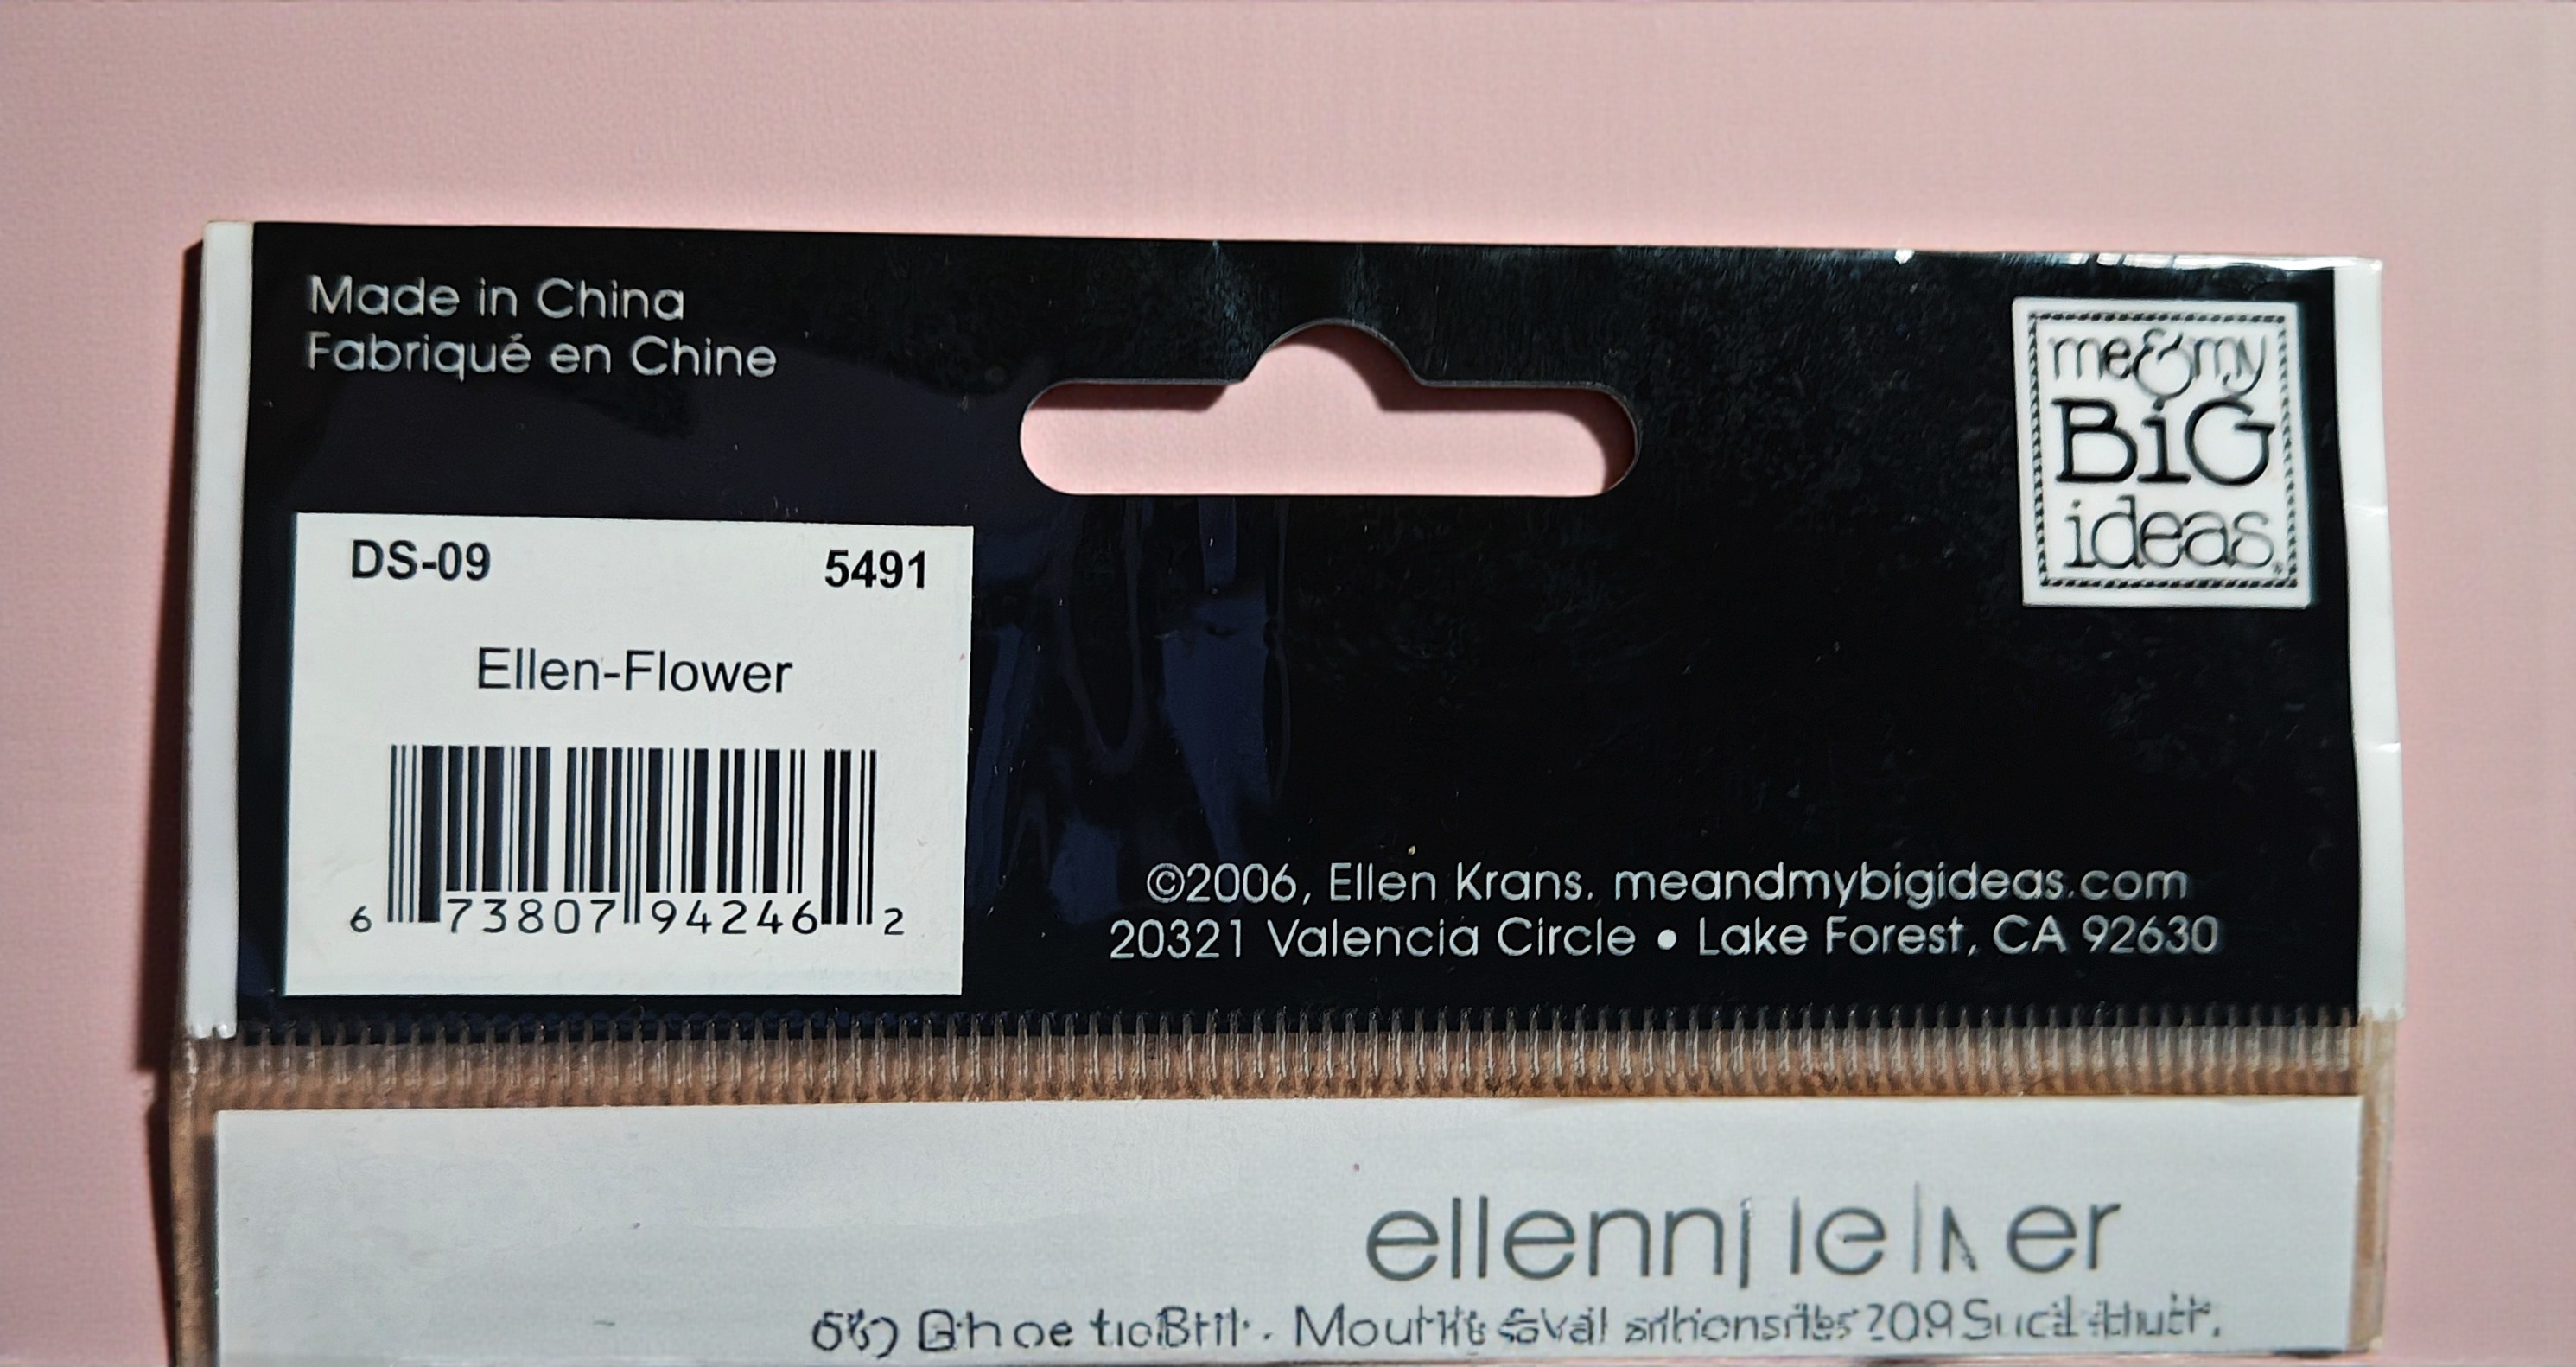 Made in China
Fabriqué en Chine
me & my
BiG
ideas
DS-09 5491
Ellen-Flower
6 73807 94246 2
©2006, Ellen Krans. meandmybigideas.com
20321 Valencia Circle • Lake Forest, CA 92630